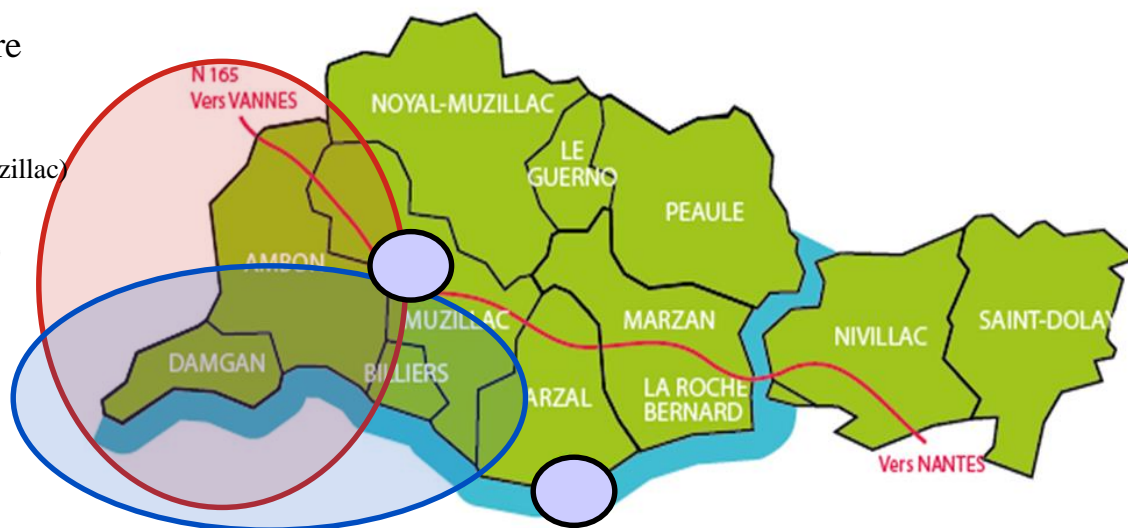 re
N 165
Vers VANNES
zillac)
NOYAL-MUZILLAC
LE
GUERNO
PEAULE
AMBON
MUZILLAC
MARZAN
NIVILLAC
SAINT-DOLAY
DAMGAN
BILLIERS
ARZAL
LA ROCHE
BERNARD
Vers NANTES